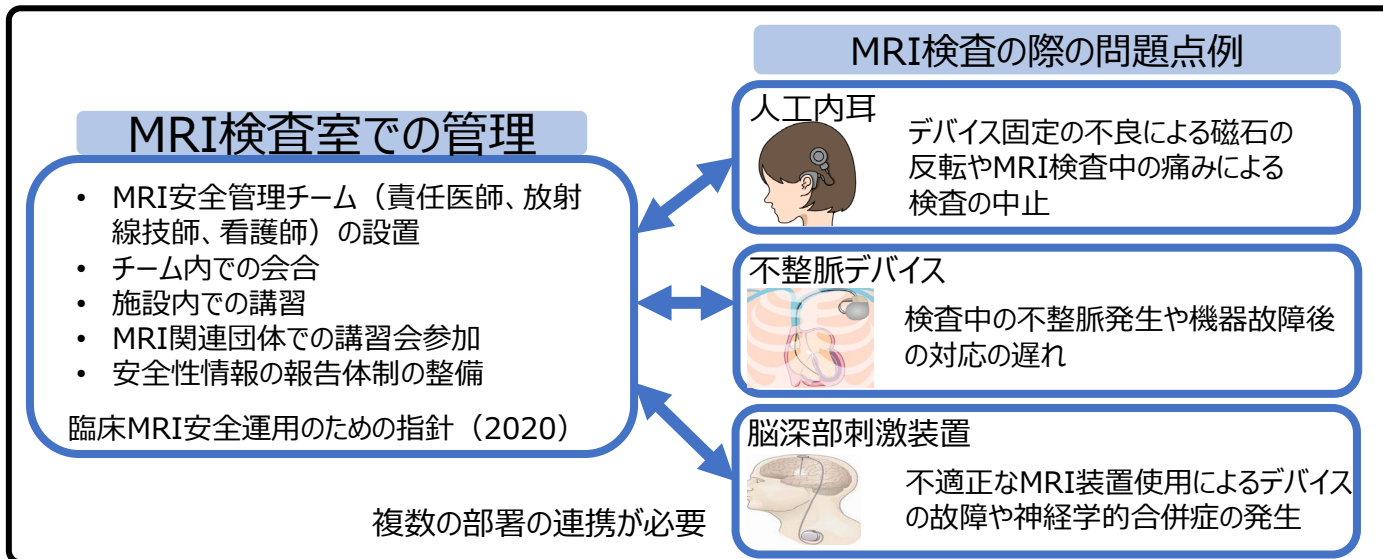 MRI検査室での管理
• MRI安全管理チーム（責任医師、放射
線技師、看護師）の設置
• チーム内での会合
• 施設内での講習
• MRI関連団体での講習会参加
• 安全性情報の報告体制の整備
臨床MRI安全運用のための指針（2020）
複数の部署の連携が必要
MRI検査の際の問題点例
人工内耳
デバイス固定の不良による磁石の
反転やMRI検査中の痛みによる
検査の中止
不整脈デバイス
検査中の不整脈発生や機器故障後
の対応の遅れ
脳深部刺激装置
不適正なMRI装置使用によるデバイス
の故障や神経学的合併症の発生